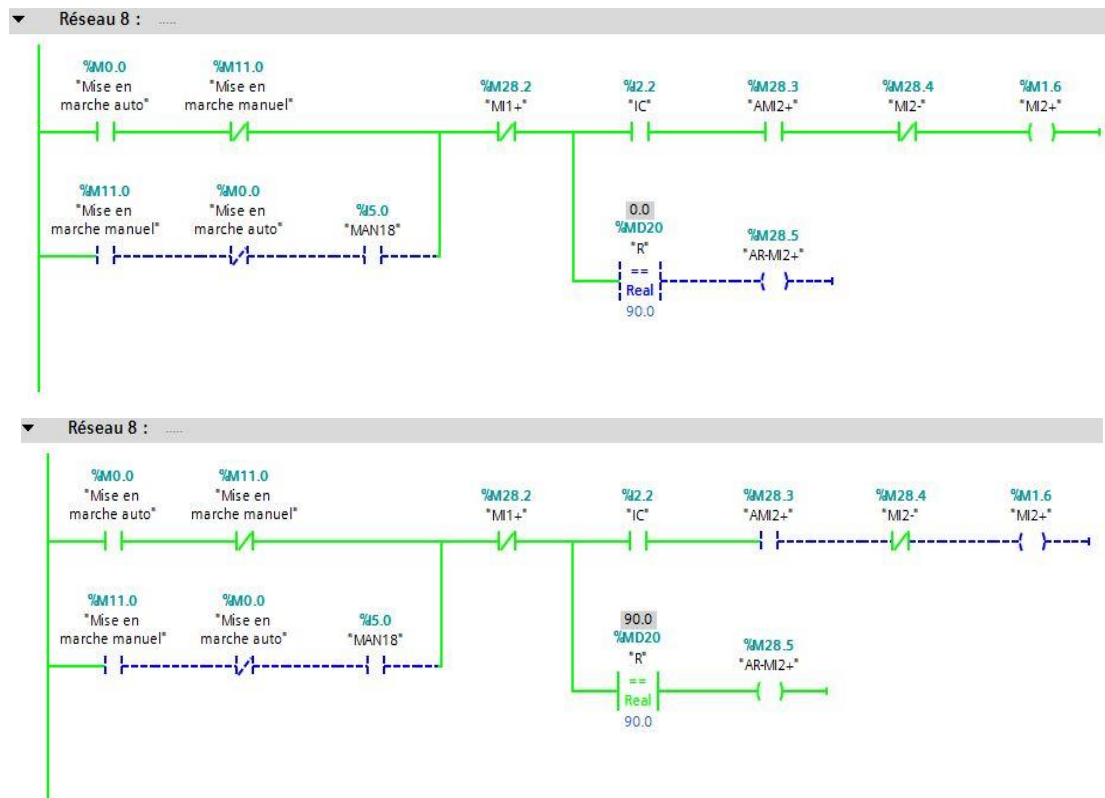 Réseau 8 : .....
%M0.0 %M11.0
"Mise en "Mise en %M28.2 %I2.2 %M28.3 %M28.4 %M1.6
marche auto" marche manuel" "MI1+" "IC" "AMI2+" "MI2-" "MI2+"
%M11.0 %M0.0
"Mise en "Mise en %I5.0 0.0
marche manuel" marche auto" "MAN18" %MD20
"R" %M28.5
== "AR-MI2+"
Real
90.0
Réseau 8 : .....
%M0.0 %M11.0
"Mise en "Mise en %M28.2 %I2.2 %M28.3 %M28.4 %M1.6
marche auto" marche manuel" "MI1+" "IC" "AMI2+" "MI2-" "MI2+"
%M11.0 %M0.0
"Mise en "Mise en %I5.0 90.0
marche manuel" marche auto" "MAN18" %MD20
"R" %M28.5
== "AR-MI2+"
Real
90.0